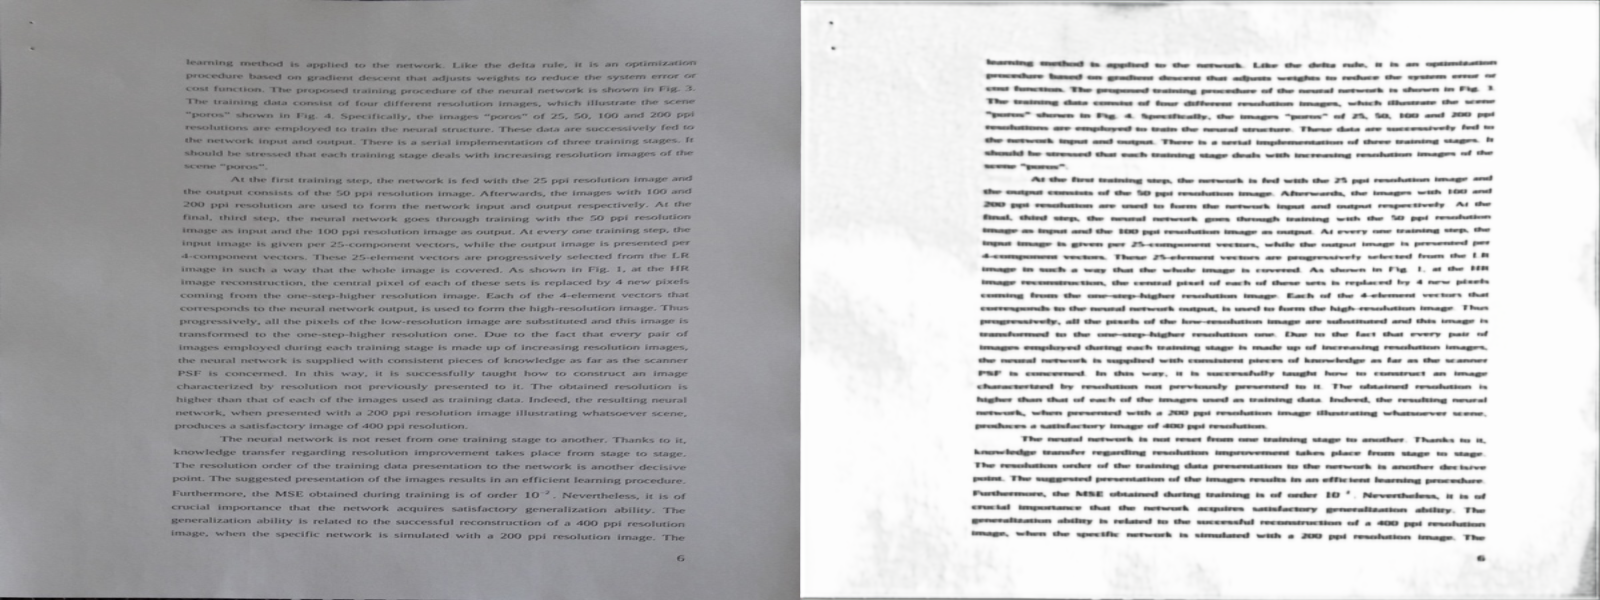 learning method is applied to the network. Like the delta rule, it is an optimization
procedure based on gradient descent that adjusts weights to reduce the system error or
cost function. The proposed training procedure of the neural network is shown in Fig. 3.
The training data consist of four different resolution images, which illustrate the scene
"poros" shown in Fig. 4. Specifically, the images "poros" of 25, 50, 100 and 200 ppi
resolutions are employed to train the neural structure. These data are successively fed to
the network input and output. There is a serial implementation of three training stages. It
should be stressed that each training stage deals with increasing resolution images of the
scene "poros".
At the first training step, the network is fed with the 25 ppi resolution image and
the output consists of the 50 ppi resolution image. Afterwards, the images with 100 and
200 ppi resolution are used to form the network input and output respectively. At the
final, third step, the neural network goes through training with the 50 ppi resolution
image as input and the 100 ppi resolution image as output. At every one training step, the
input image is given per 25-component vectors, while the output image is presented per
4-component vectors. These 25-element vectors are progressively selected from the LR
image in such a way that the whole image is covered. As shown in Fig. 1, at the HR
image reconstruction, the central pixel of each of these sets is replaced by 4 new pixels
coming from the one-step-higher resolution image. Each of the 4-element vectors that
corresponds to the neural network output, is used to form the high-resolution image. Thus
progressively, all the pixels of the low-resolution image are substituted and this image is
transformed to the one-step-higher resolution one. Due to the fact that every pair of
images employed during each training stage is made up of increasing resolution images,
the neural network is supplied with consistent pieces of knowledge as far as the scanner
PSF is concerned. In this way, it is successfully taught how to construct an image
characterized by resolution not previously presented to it. The obtained resolution is
higher than that of each of the images used as training data. Indeed, the resulting neural
network, when presented with a 200 ppi resolution image illustrating whatsoever scene,
produces a satisfactory image of 400 ppi resolution.
The neural network is not reset from one training stage to another. Thanks to it,
knowledge transfer regarding resolution improvement takes place from stage to stage.
The resolution order of the training data presentation to the network is another decisive
point. The suggested presentation of the images results in an efficient learning procedure.
Furthermore, the MSE obtained during training is of order 10⁻². Nevertheless, it is of
crucial importance that the network acquires satisfactory generalization ability. The
generalization ability is related to the successful reconstruction of a 400 ppi resolution
image, when the specific network is simulated with a 200 ppi resolution image. The
6
learning method is applied to the network. Like the delta rule, it is an optimization
procedure based on gradient descent that adjusts weights to reduce the system error or
cost function. The proposed training procedure of the neural network is shown in Fig. 3.
The training data consist of four different resolution images, which illustrate the scene
"poros" shown in Fig. 4. Specifically, the images "poros" of 25, 50, 100 and 200 ppi
resolutions are employed to train the neural structure. These data are successively fed to
the network input and output. There is a serial implementation of three training stages. It
should be stressed that each training stage deals with increasing resolution images of the
scene "poros".
At the first training step, the network is fed with the 25 ppi resolution image and
the output consists of the 50 ppi resolution image. Afterwards, the images with 100 and
200 ppi resolution are used to form the network input and output respectively. At the
final, third step, the neural network goes through training with the 50 ppi resolution
image as input and the 100 ppi resolution image as output. At every one training step, the
input image is given per 25-component vectors, while the output image is presented per
4-component vectors. These 25-element vectors are progressively selected from the LR
image in such a way that the whole image is covered. As shown in Fig. 1, at the HR
image reconstruction, the central pixel of each of these sets is replaced by 4 new pixels
coming from the one-step-higher resolution image. Each of the 4-element vectors that
corresponds to the neural network output, is used to form the high-resolution image. Thus
progressively, all the pixels of the low-resolution image are substituted and this image is
transformed to the one-step-higher resolution one. Due to the fact that every pair of
images employed during each training stage is made up of increasing resolution images,
the neural network is supplied with consistent pieces of knowledge as far as the scanner
PSF is concerned. In this way, it is successfully taught how to construct an image
characterized by resolution not previously presented to it. The obtained resolution is
higher than that of each of the images used as training data. Indeed, the resulting neural
network, when presented with a 200 ppi resolution image illustrating whatsoever scene,
produces a satisfactory image of 400 ppi resolution.
The neural network is not reset from one training stage to another. Thanks to it,
knowledge transfer regarding resolution improvement takes place from stage to stage.
The resolution order of the training data presentation to the network is another decisive
point. The suggested presentation of the images results in an efficient learning procedure.
Furthermore, the MSE obtained during training is of order 10 . Nevertheless, it is of
crucial importance that the network acquires satisfactory generalization ability. The
generalization ability is related to the successful reconstruction of a 400 ppi resolution
image, when the specific network is simulated with a 200 ppi resolution image. The
6